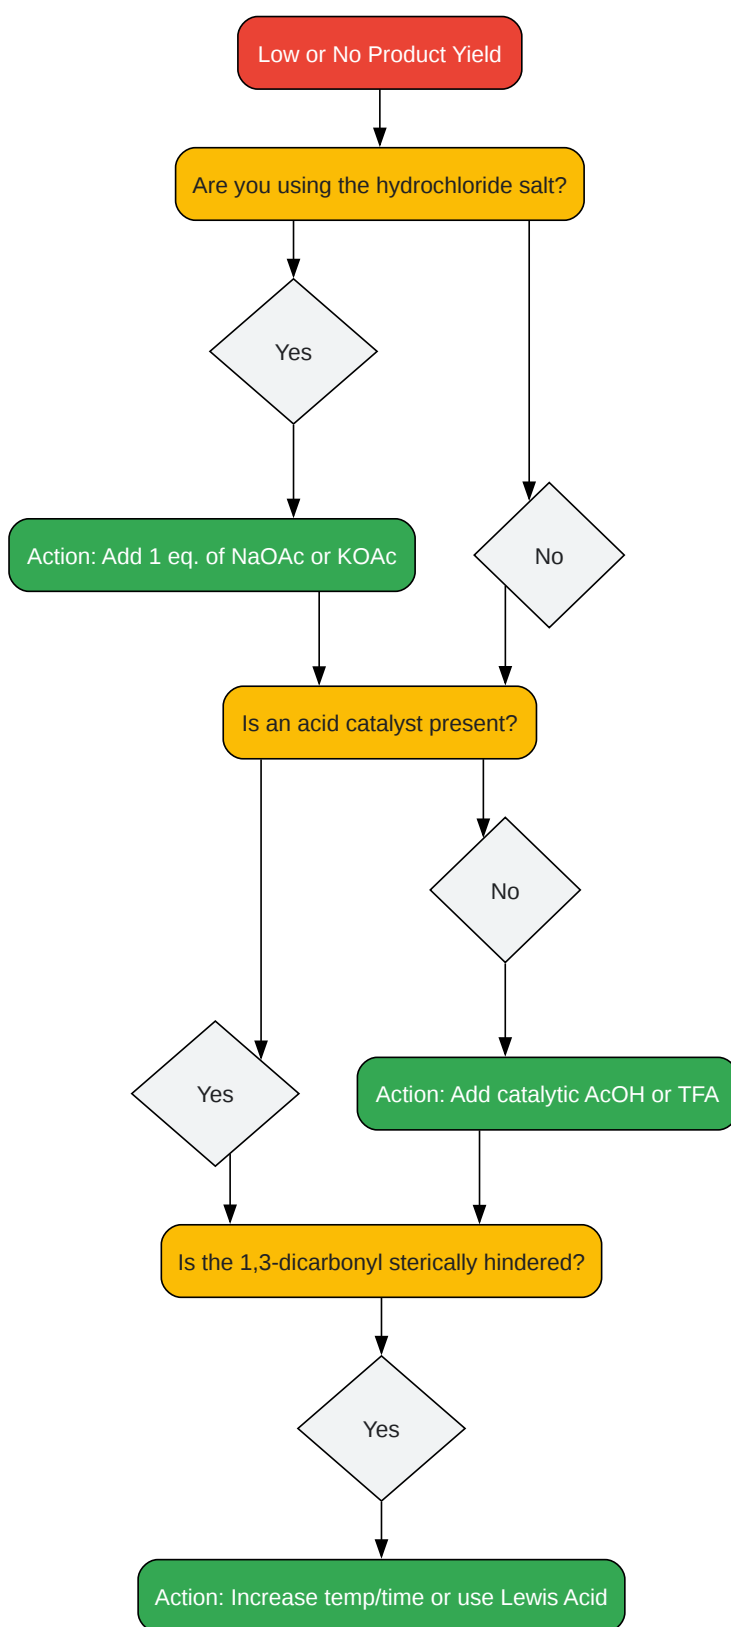 Low or No Product Yield
Are you using the hydrochloride salt?
Yes
Action: Add 1 eq. of NaOAc or KOAc
No
Is an acid catalyst present?
No
Yes
Action: Add catalytic AcOH or TFA
Is the 1,3-dicarbonyl sterically hindered?
Yes
Action: Increase temp/time or use Lewis Acid